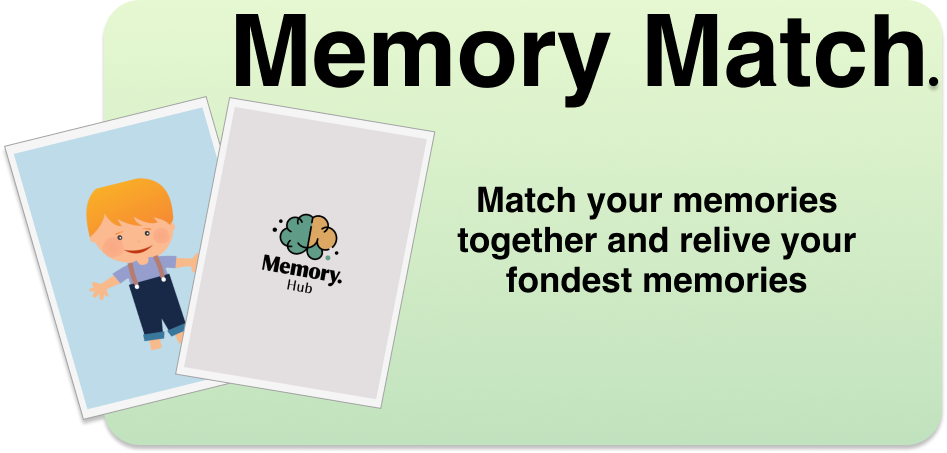 Memory Match.
Match your memories
together and relive your
fondest memories
Memory.
Hub